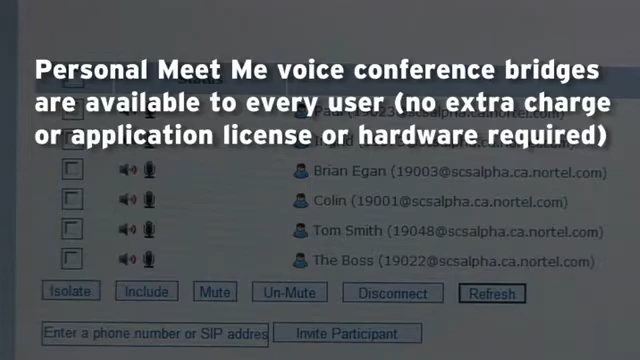 Personal Meet Me voice conference bridges
are available to every user (no extra charge
or application license or hardware required)
Brian Egan (19003@scsalpha.ca.nortel.com)
Colin (19001@scsalpha.ca.nortel.com)
Tom Smith (19048@scsalpha.ca.nortel.com)
The Boss (19022@scsalpha.ca.nortel.com)
Isolate Include Mute Un-Mute Disconnect Refresh
Enter a phone number or SIP addres Invite Participant